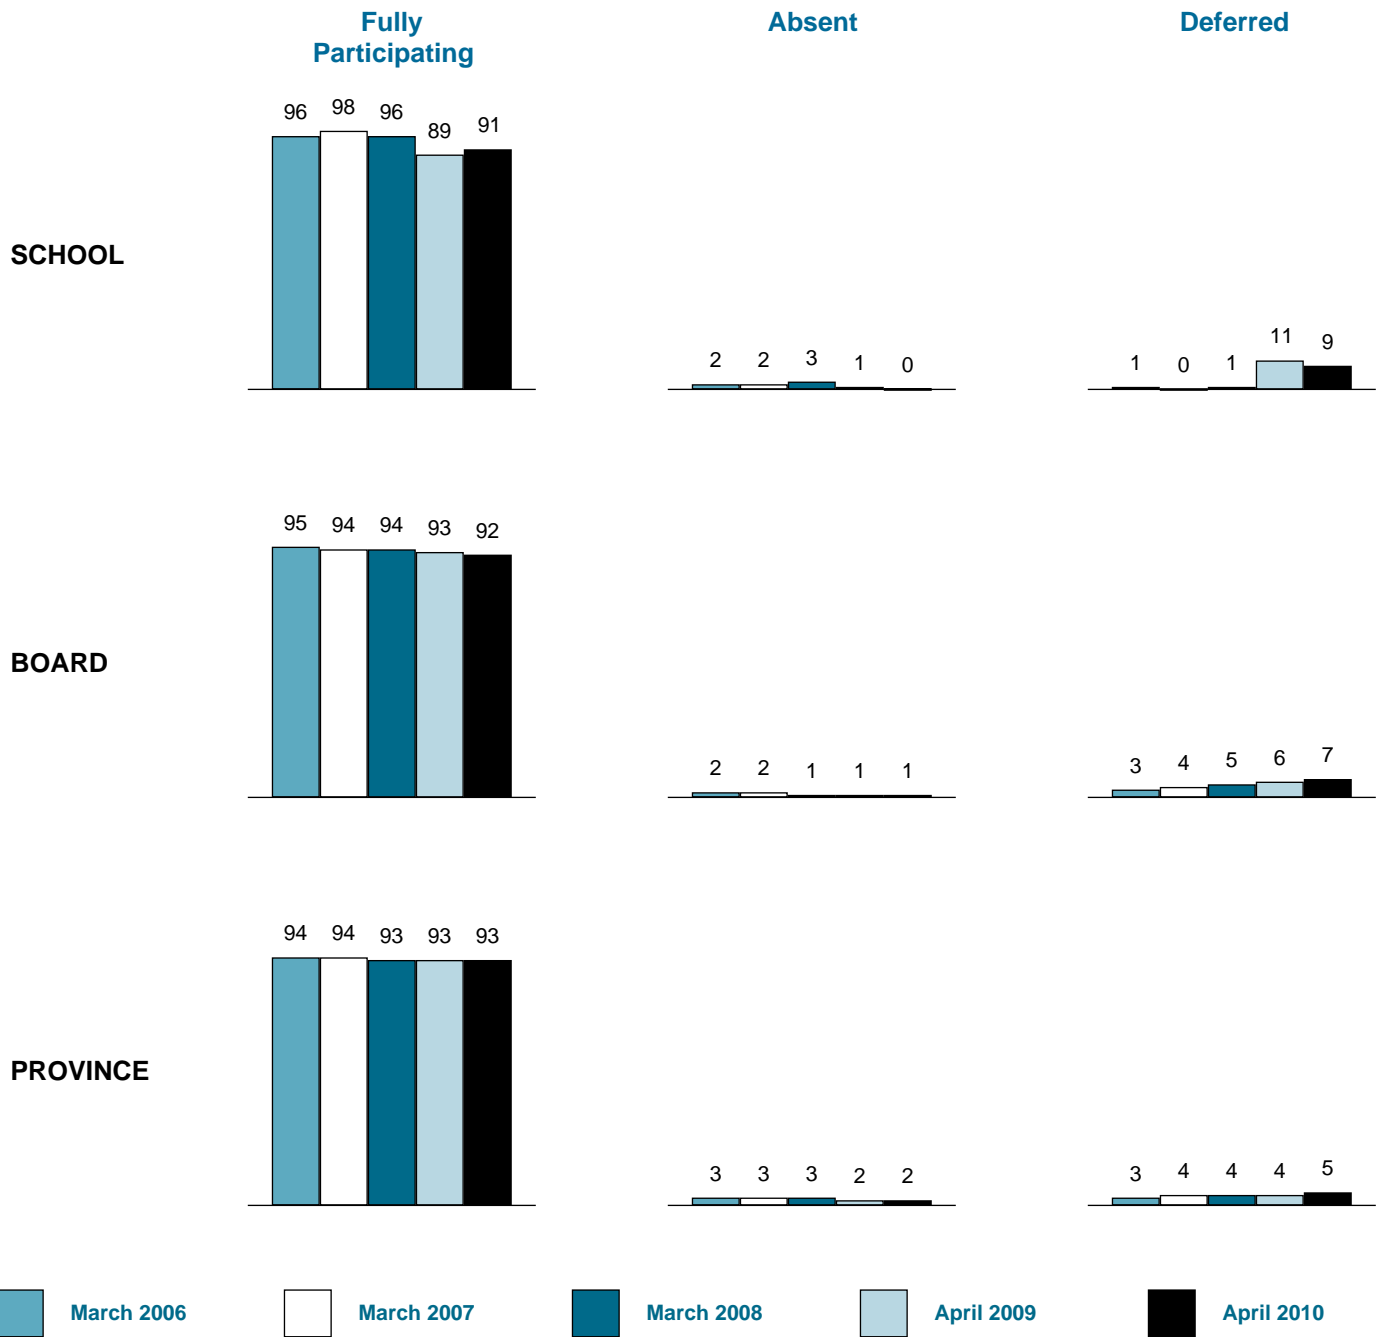 Fully
Participating
Absent
Deferred
96 98 96 89 91
2 2 3 1 0
1 0 1 11 9
SCHOOL
95 94 94 93 92
2 2 1 1 1
3 4 5 6 7
BOARD
94 94 93 93 93
3 3 3 2 2
3 4 4 4 5
PROVINCE
March 2006 March 2007 March 2008 April 2009 April 2010